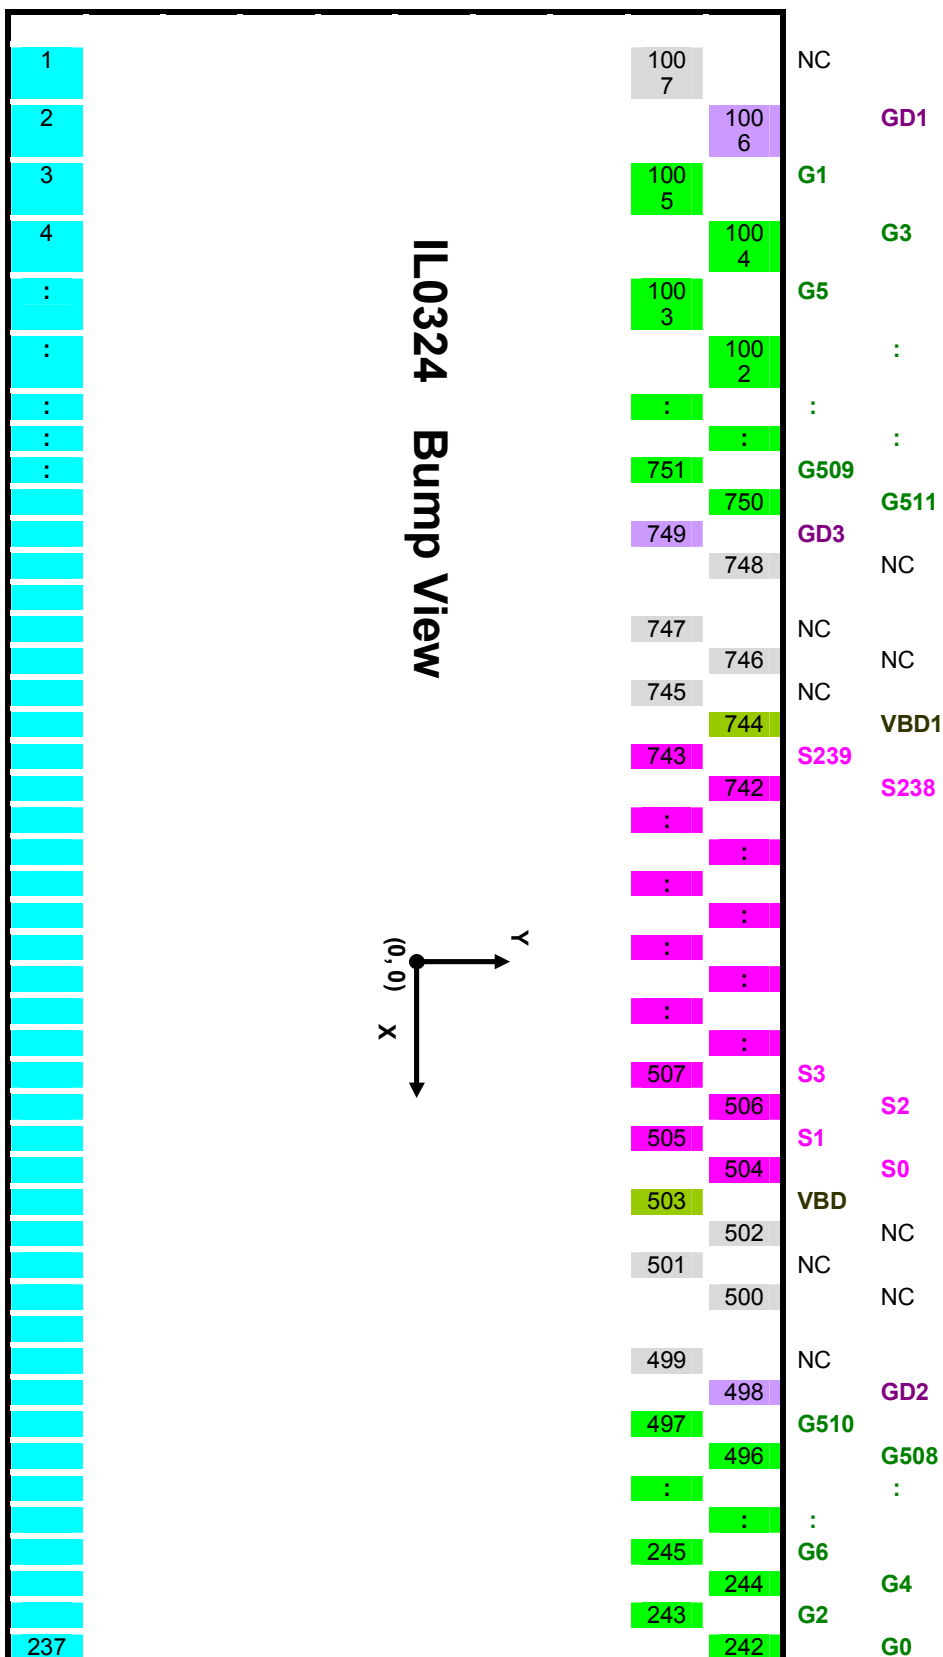 1 100 7 NC
2 100 6 GD1
3 100 5 G1
4 100 4 G3
: 100 3 G5
: 100 2 :
: : :
: : :
: 751 G509
750 G511
749 GD3
748 NC
747 NC
746 NC
745 NC
744 VBD1
743 S239
742 S238
:
:
:
:
:
:
:
:
507 S3
506 S2
505 S1
504 S0
503 VBD
502 NC
501 NC
500 NC
499 NC
498 GD2
497 G510
496 G508
: :
: :
245 G6
244 G4
243 G2
237 242 G0
IL0324 Bump View
Y
(0, 0)
X